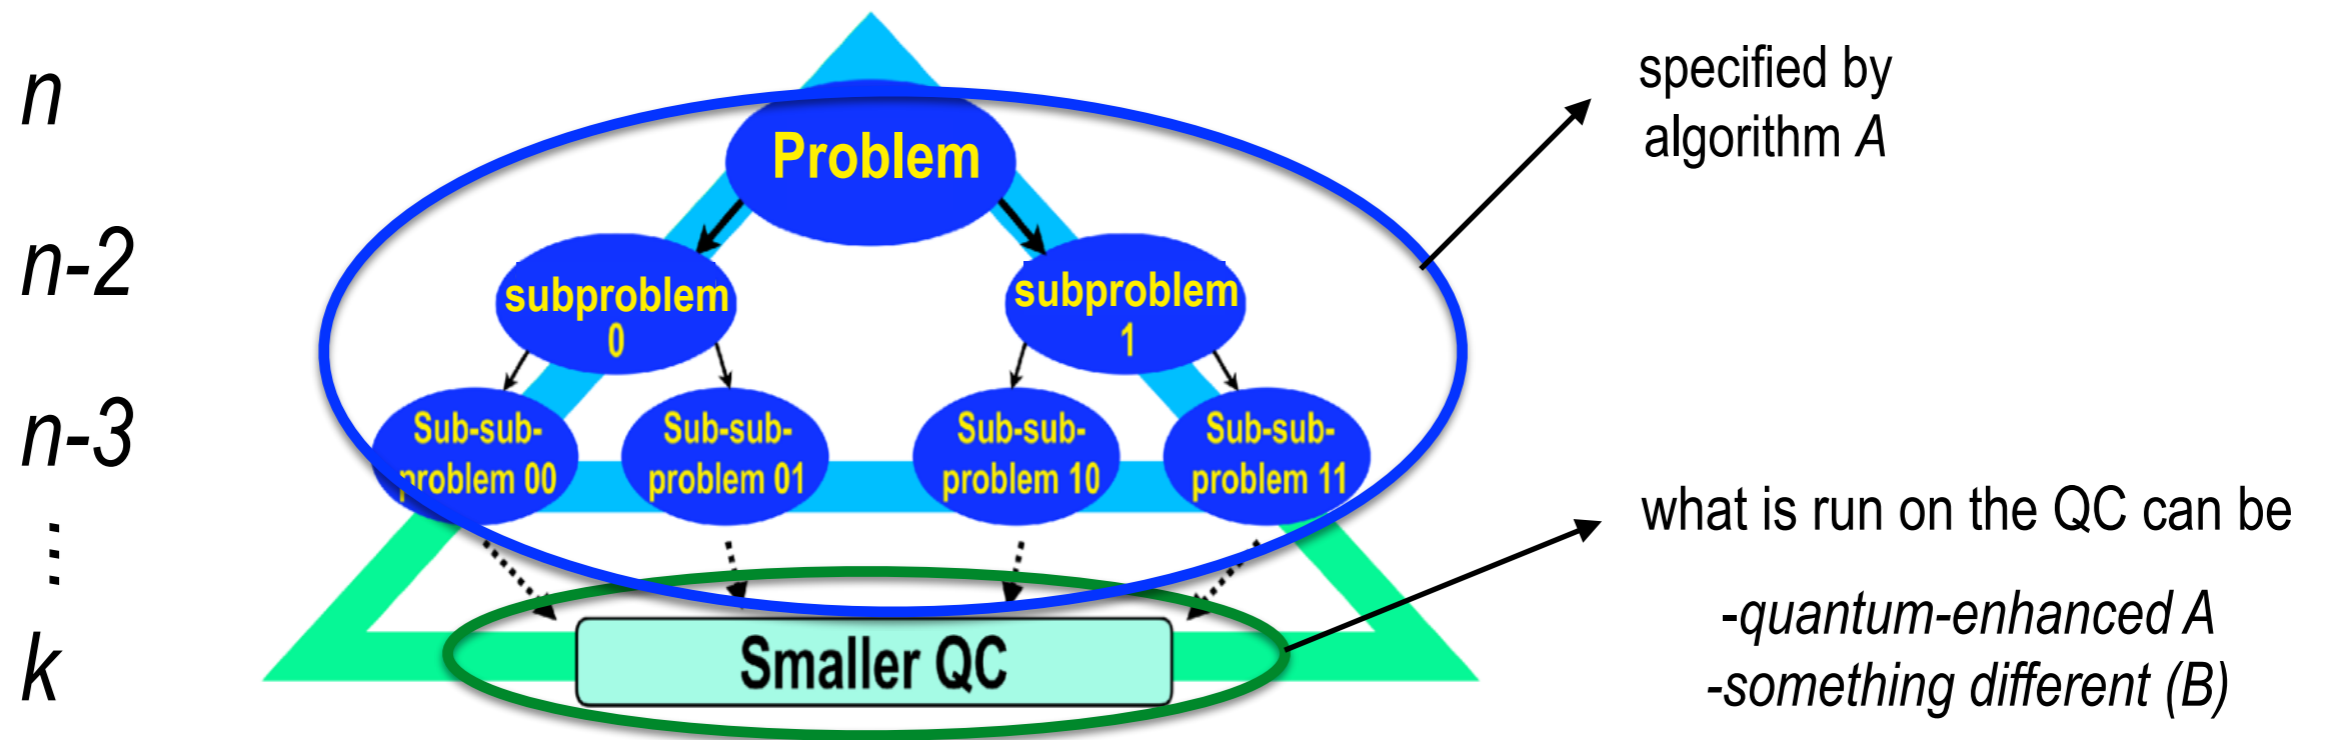 n
Problem
specified by
algorithm A
n-2
subproblem
0
subproblem
1
n-3
Sub-sub-
problem 00
Sub-sub-
problem 01
Sub-sub-
problem 10
Sub-sub-
problem 11
⋮
k
Smaller QC
what is run on the QC can be
-quantum-enhanced A
-something different (B)